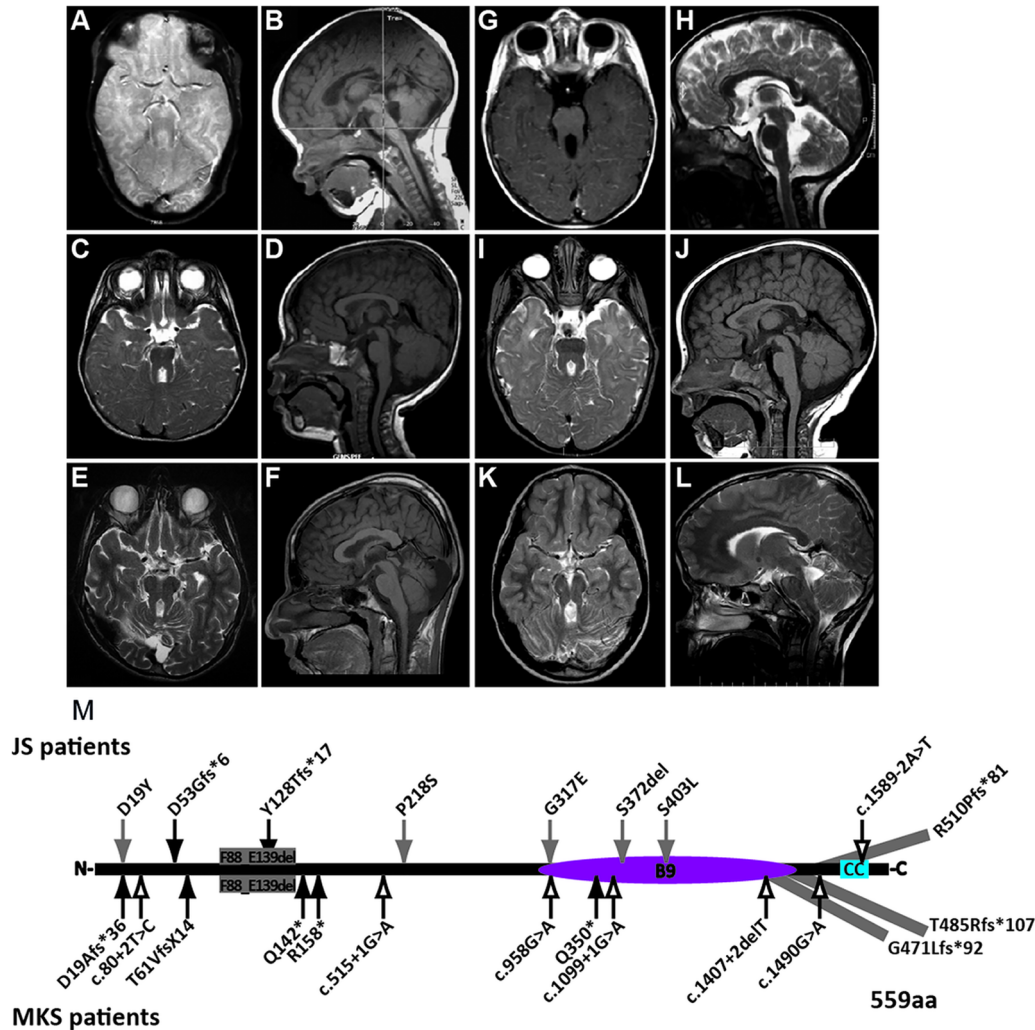 A
B
G
H
C
D
I
J
E
F
K
L
M
JS patients
D19Y
D53Gfs*6
Y128Tfs*17
P218S
G317E
S372del
S403L
c.1589-2A>T
R510Pfs*81
F88_E139del
N-
B9
CC
-C
F88_E139del
D19Afs*36
c.80+2T>C
T61VfsX14
Q142*
R158*
c.515+1G>A
c.958G>A
Q350*
c.1099+1G>A
c.1407+2delT
c.1490G>A
T485Rfs*107
G471Lfs*92
559aa
MKS patients